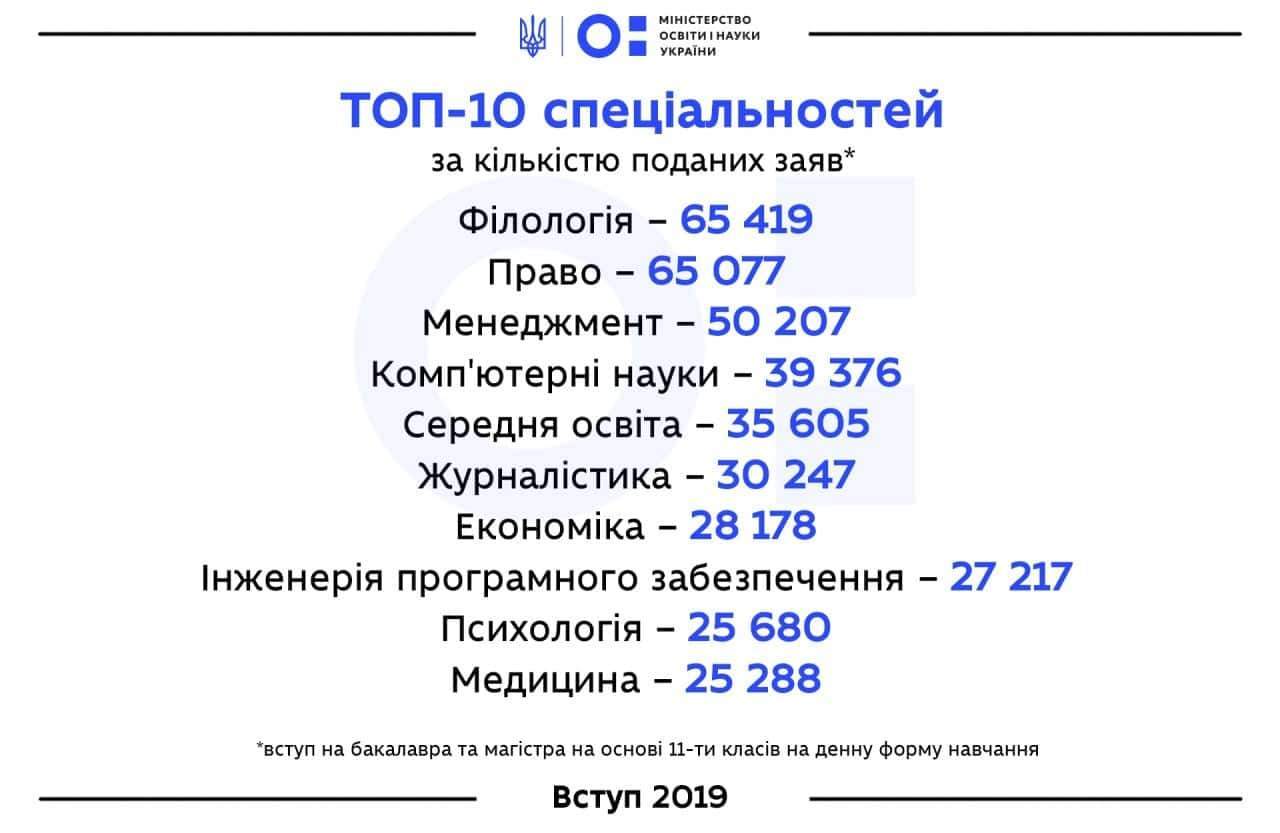 МІНІСТЕРСТВО
ОСВІТИ І НАУКИ
УКРАЇНИ
ТОП-10 спеціальностей
за кількістю поданих заяв*
Філологія – 65 419
Право – 65 077
Менеджмент – 50 207
Комп'ютерні науки – 39 376
Середня освіта – 35 605
Журналістика – 30 247
Економіка – 28 178
Інженерія програмного забезпечення – 27 217
Психологія – 25 680
Медицина – 25 288
*вступ на бакалавра та магістра на основі 11-ти класів на денну форму навчання
Вступ 2019